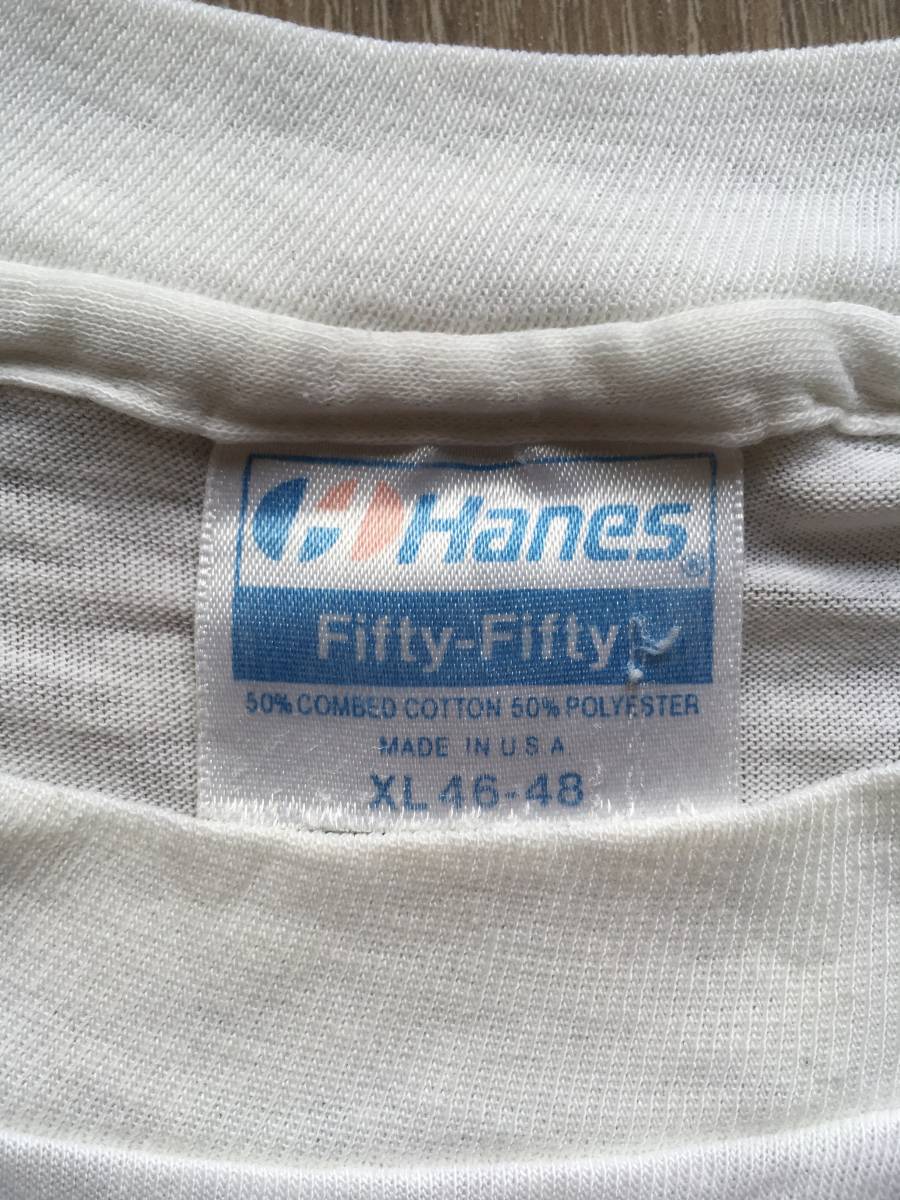 Hanes®
Fifty-Fifty
50% COMBED COTTON 50% POLYESTER
MADE IN U S A
XL 46-48